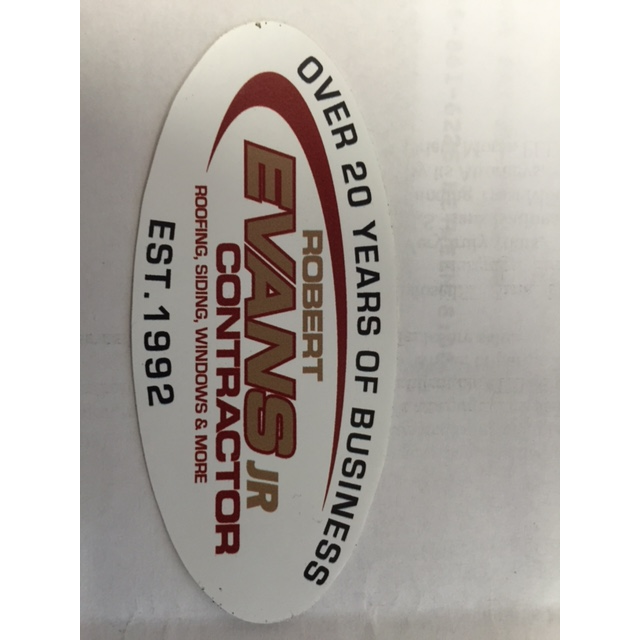 OVER 20 YEARS OF BUSINESS
ROBERT
EVANS JR
CONTRACTOR
ROOFING, SIDING, WINDOWS & MORE
EST. 1992